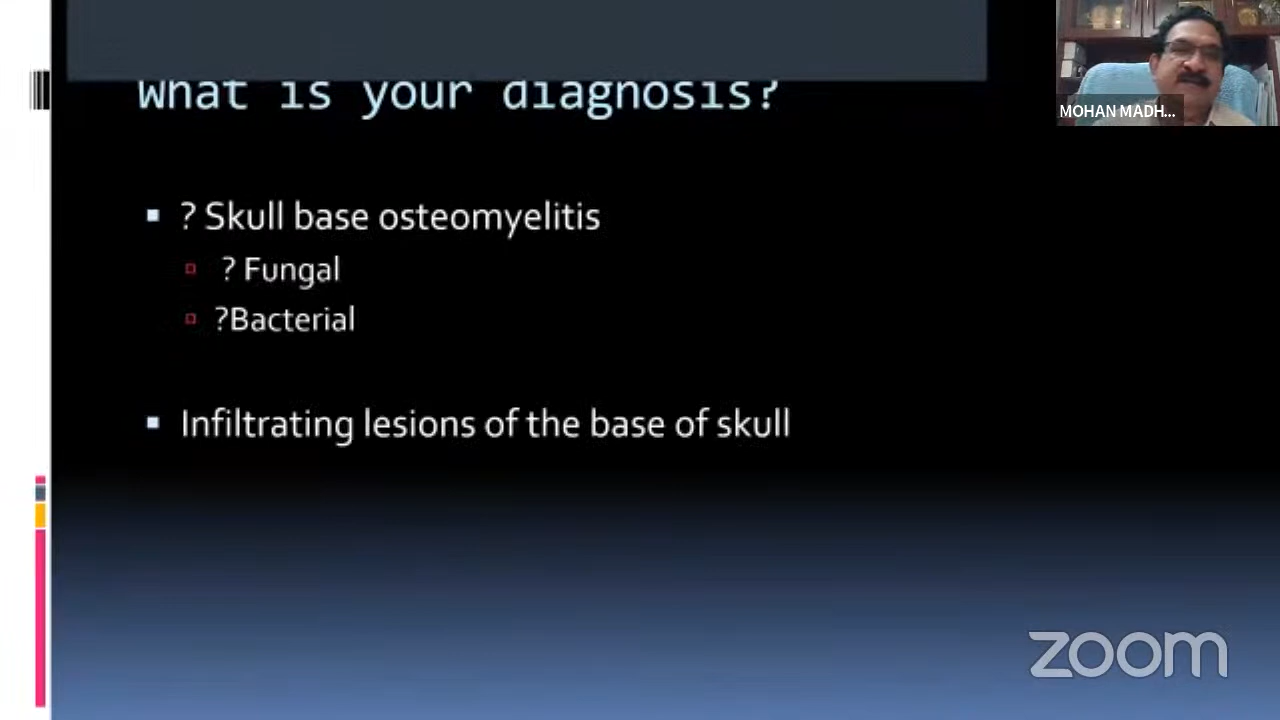 What is your diagnosis?
MOHAN MADH...
? Skull base osteomyelitis
? Fungal
?Bacterial
Infiltrating lesions of the base of skull
zoom